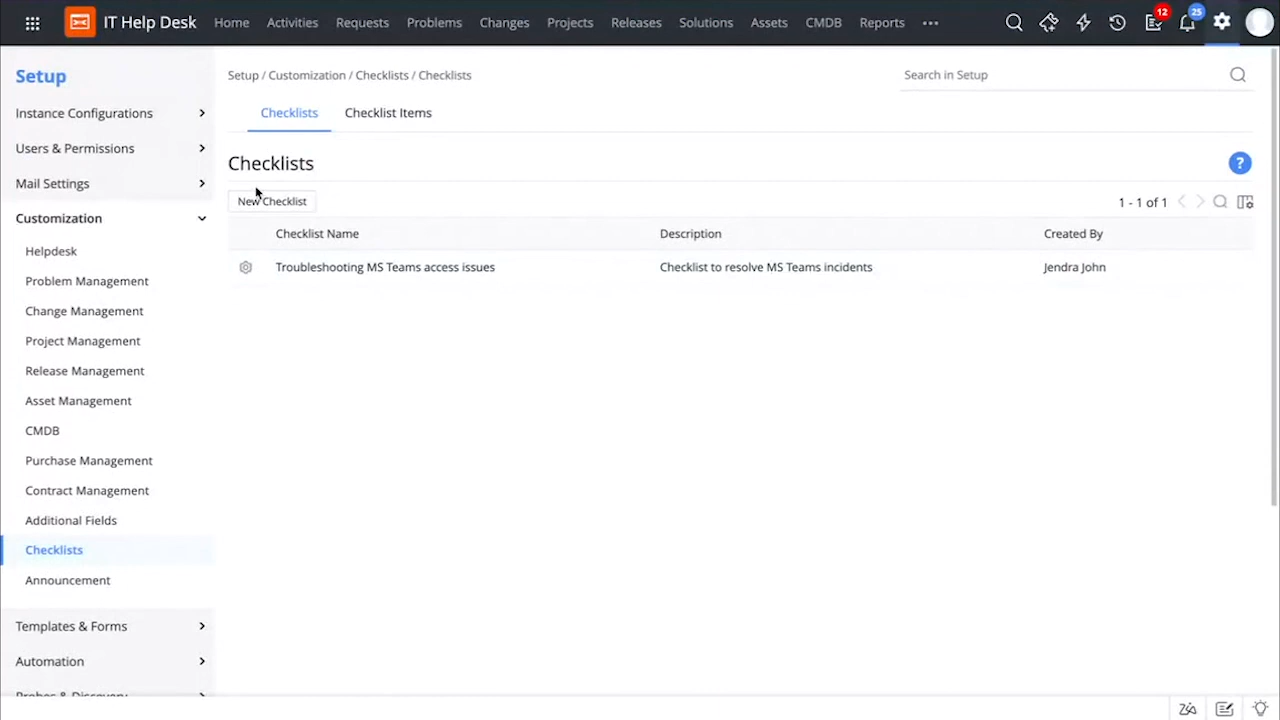 IT Help Desk Home Activities Requests Problems Changes Projects Releases Solutions Assets CMDB Reports 12 25
Setup
Instance Configurations
Users & Permissions
Mail Settings
Customization
Helpdesk
Problem Management
Change Management
Project Management
Release Management
Asset Management
CMDB
Purchase Management
Contract Management
Additional Fields
Checklists
Announcement
Templates & Forms
Automation
Probes & Discovery
Setup / Customization / Checklists / Checklists
Search in Setup
Checklists Checklist Items
Checklists
?
New Checklist
1 - 1 of 1
Checklist Name Description Created By
Troubleshooting MS Teams access issues Checklist to resolve MS Teams incidents Jendra John